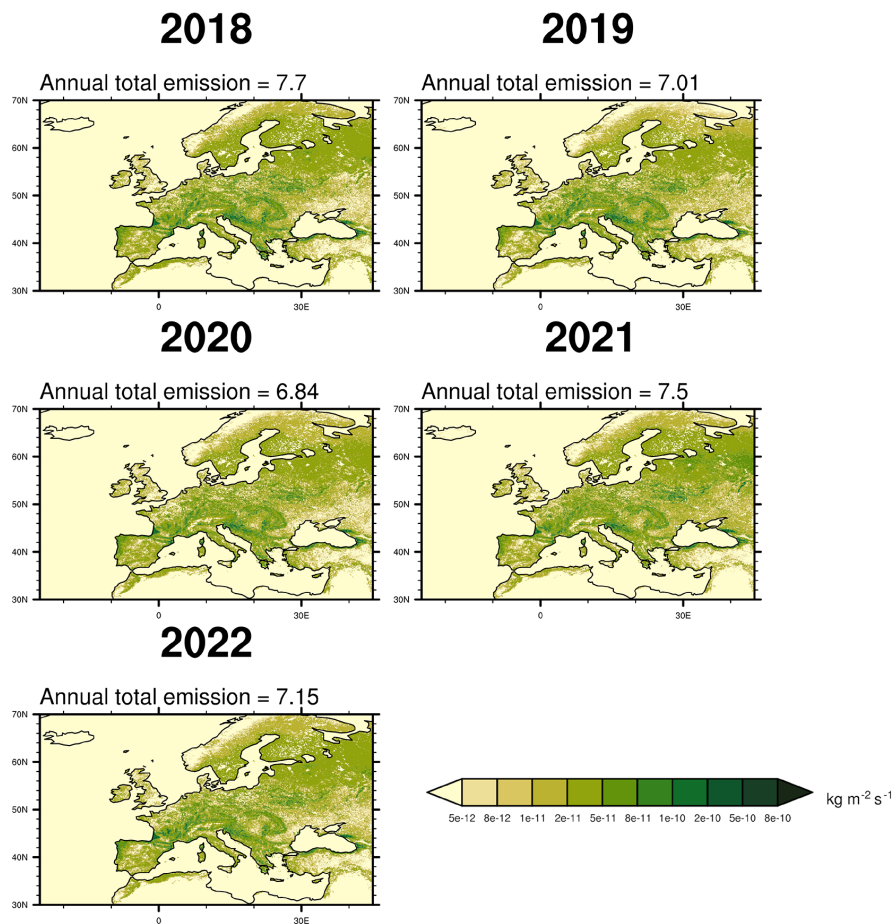 2018
2019
Annual total emission = 7.7
Annual total emission = 7.01
70N
60N
50N
40N
30N
0
30E
70N
60N
50N
40N
30N
0
30E
2020
2021
Annual total emission = 6.84
Annual total emission = 7.5
70N
60N
50N
40N
30N
0
30E
70N
60N
50N
40N
30N
0
30E
2022
Annual total emission = 7.15
70N
60N
50N
40N
30N
0
30E
kg m⁻² s⁻¹
5e-12 8e-12 1e-11 2e-11 5e-11 8e-11 1e-10 2e-10 5e-10 8e-10